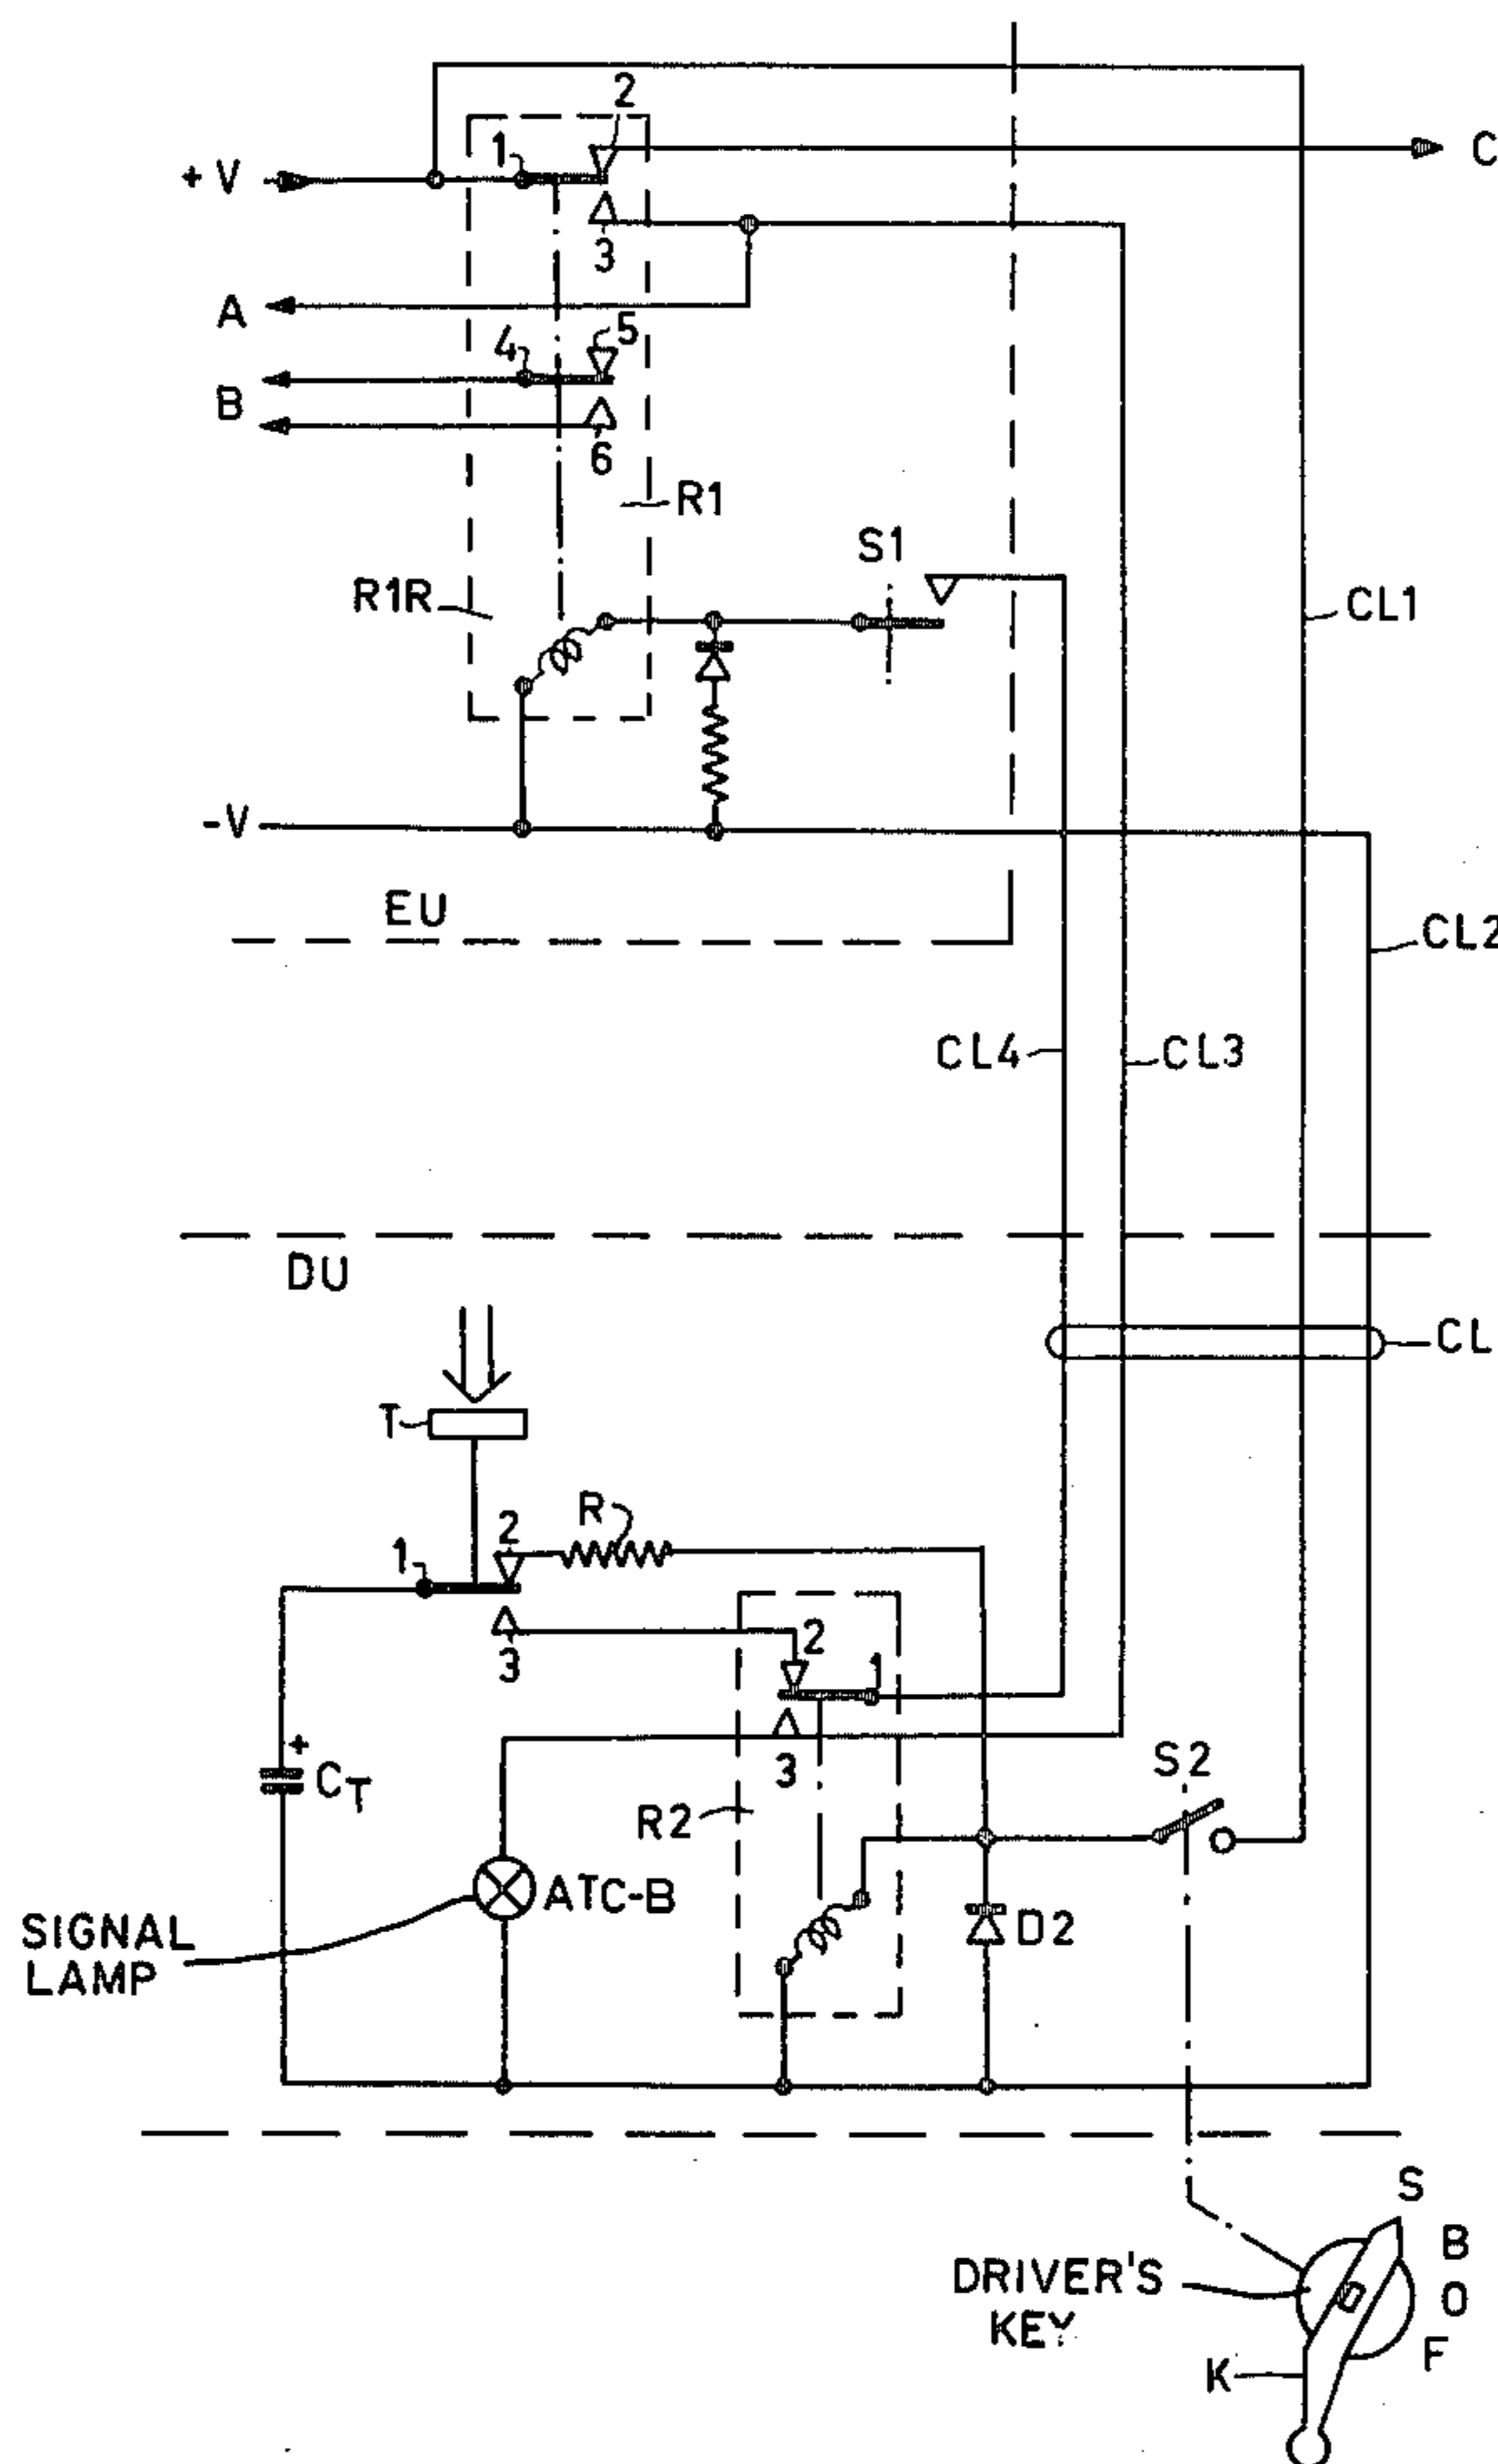 2
C
1
+V
3
A
5
4
B
6
R1
S1
R1R
CL1
-V
EU
CL2
CL4
CL3
DU
CL
T
R
2
1
2
3
1
+
CT
3
S2
R2
ATC-B
D2
SIGNAL
LAMP
S
B
DRIVER'S
KEY
O
F
K